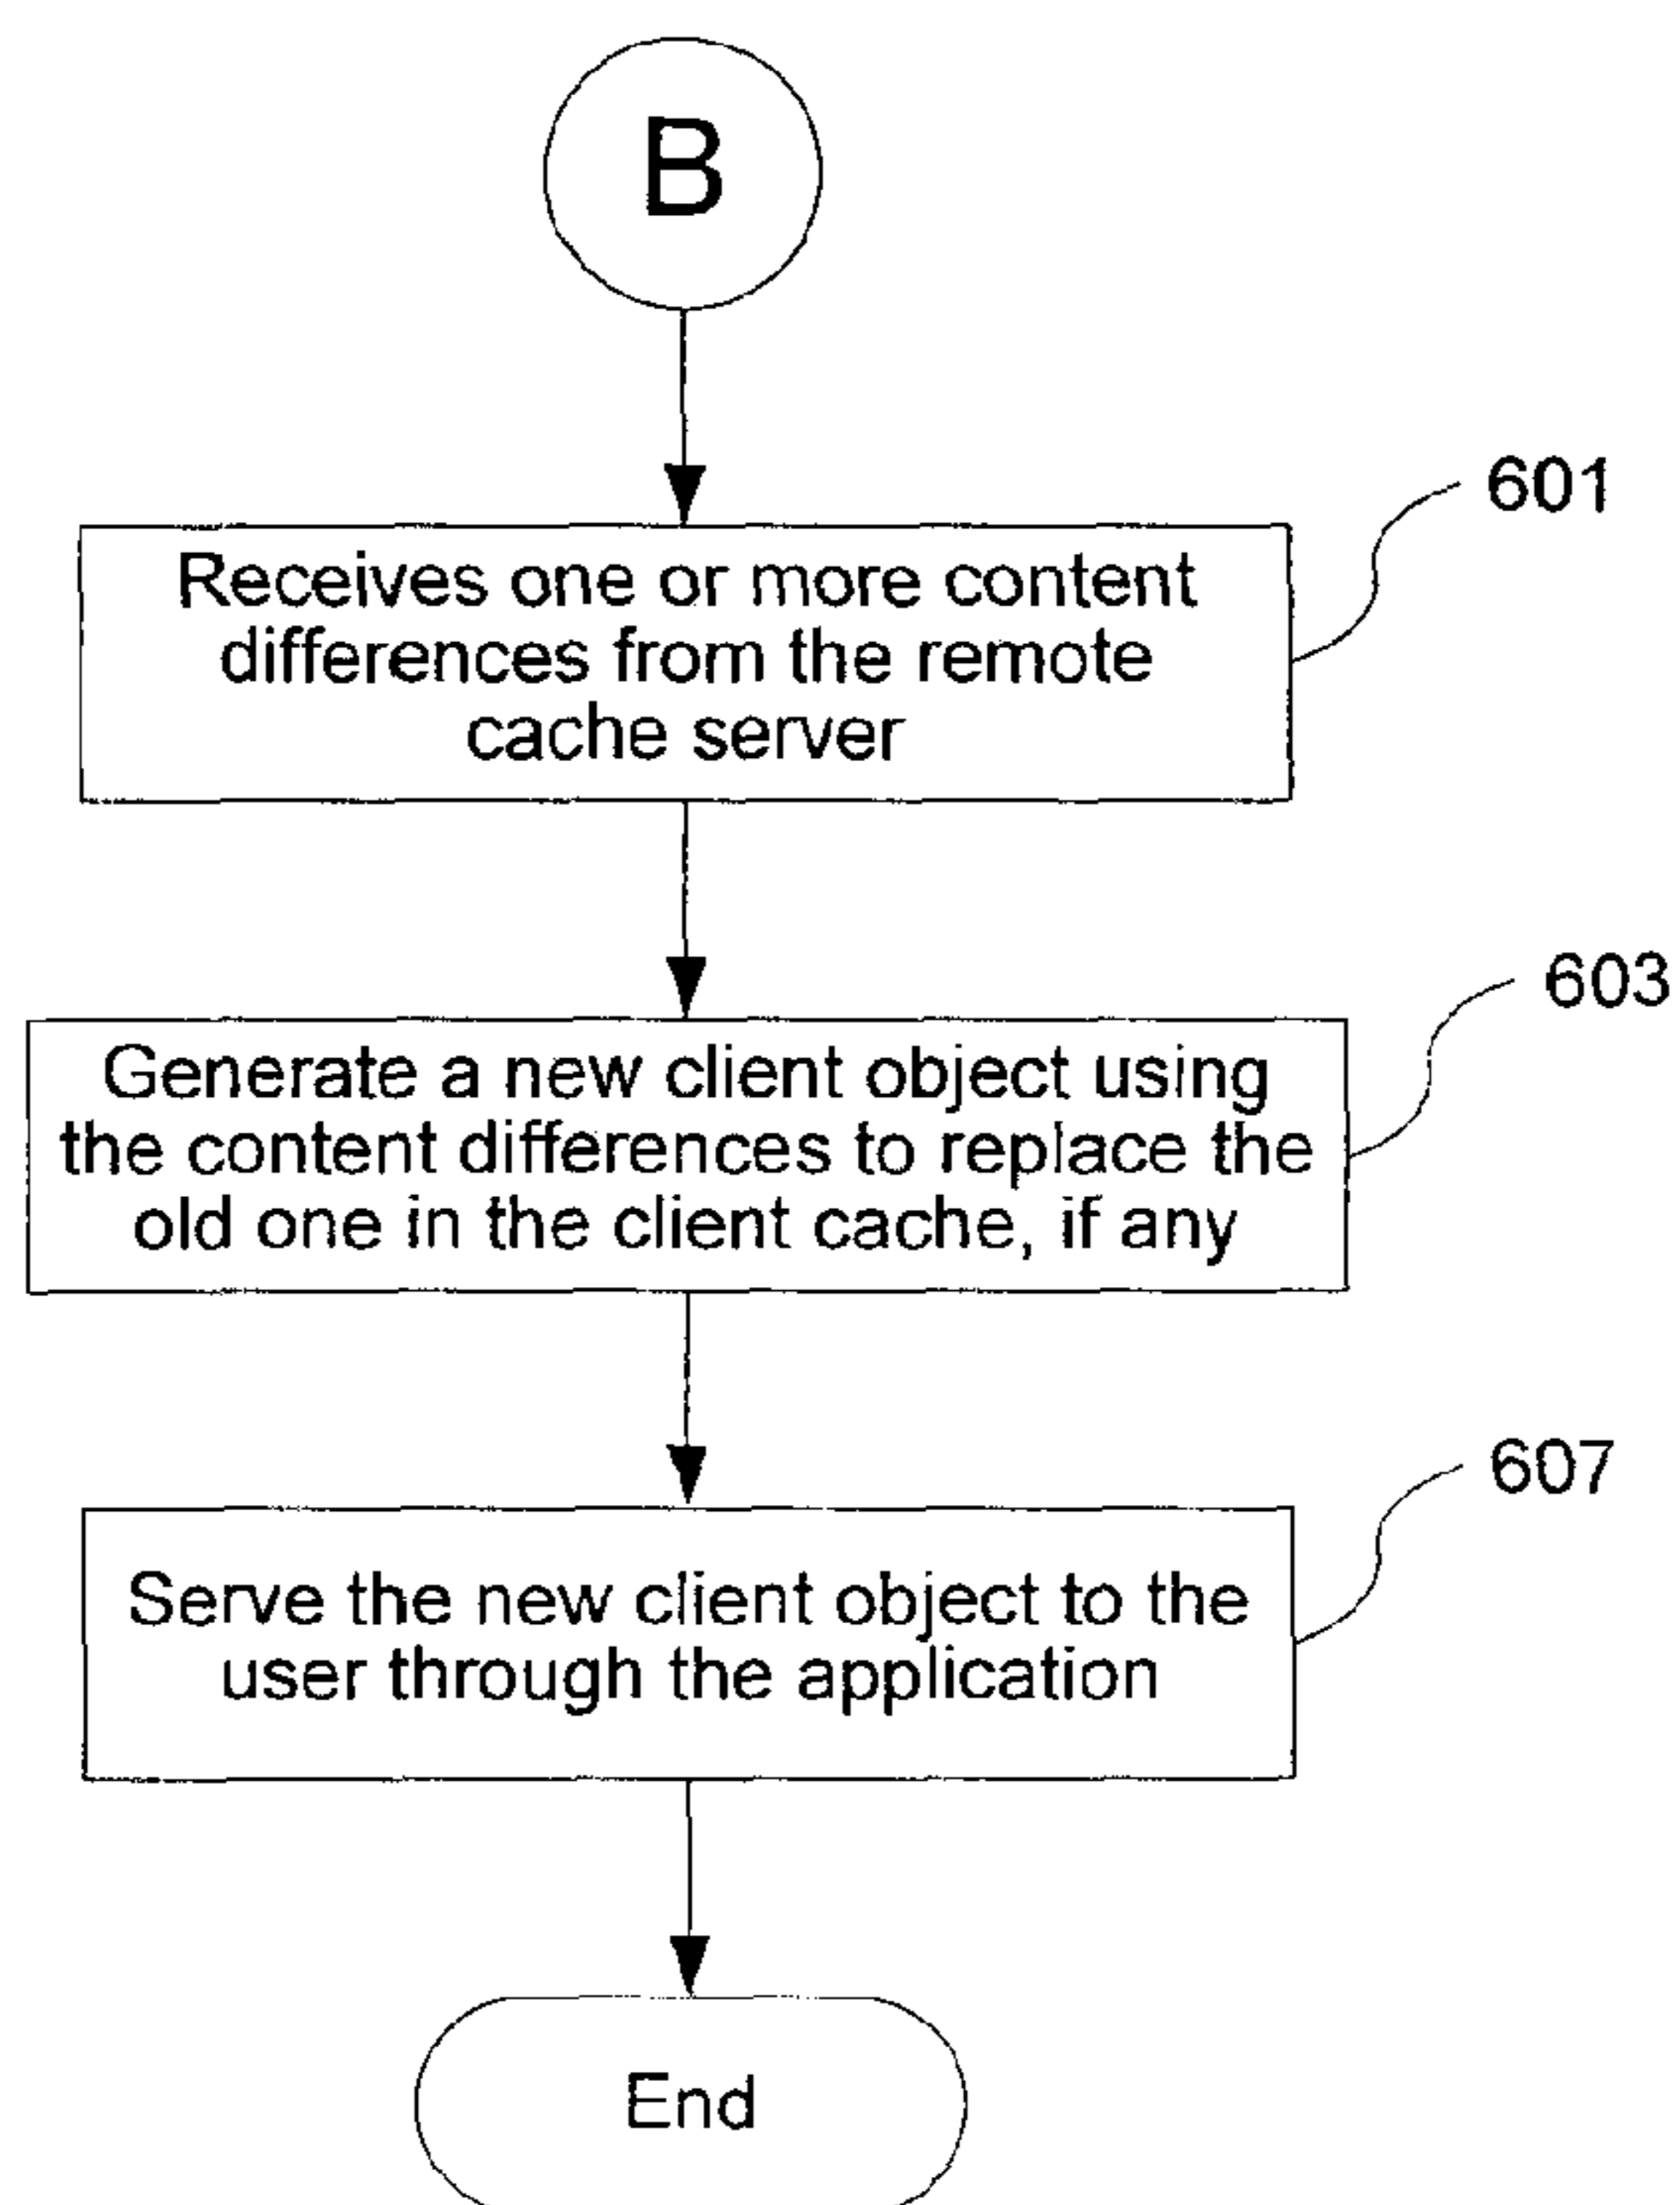 B
601
Receives one or more content
differences from the remote
cache server
603
Generate a new client object using
the content differences to replace the
old one in the client cache, if any
607
Serve the new client object to the
user through the application
End